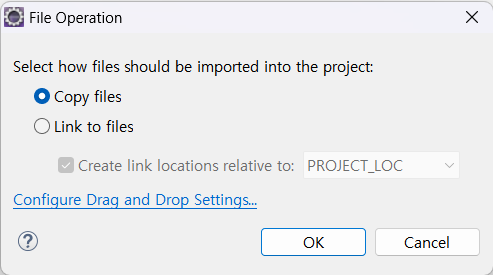 File Operation
Select how files should be imported into the project:
Copy files
Link to files
Create link locations relative to: PROJECT_LOC
Configure Drag and Drop Settings...
? OK Cancel